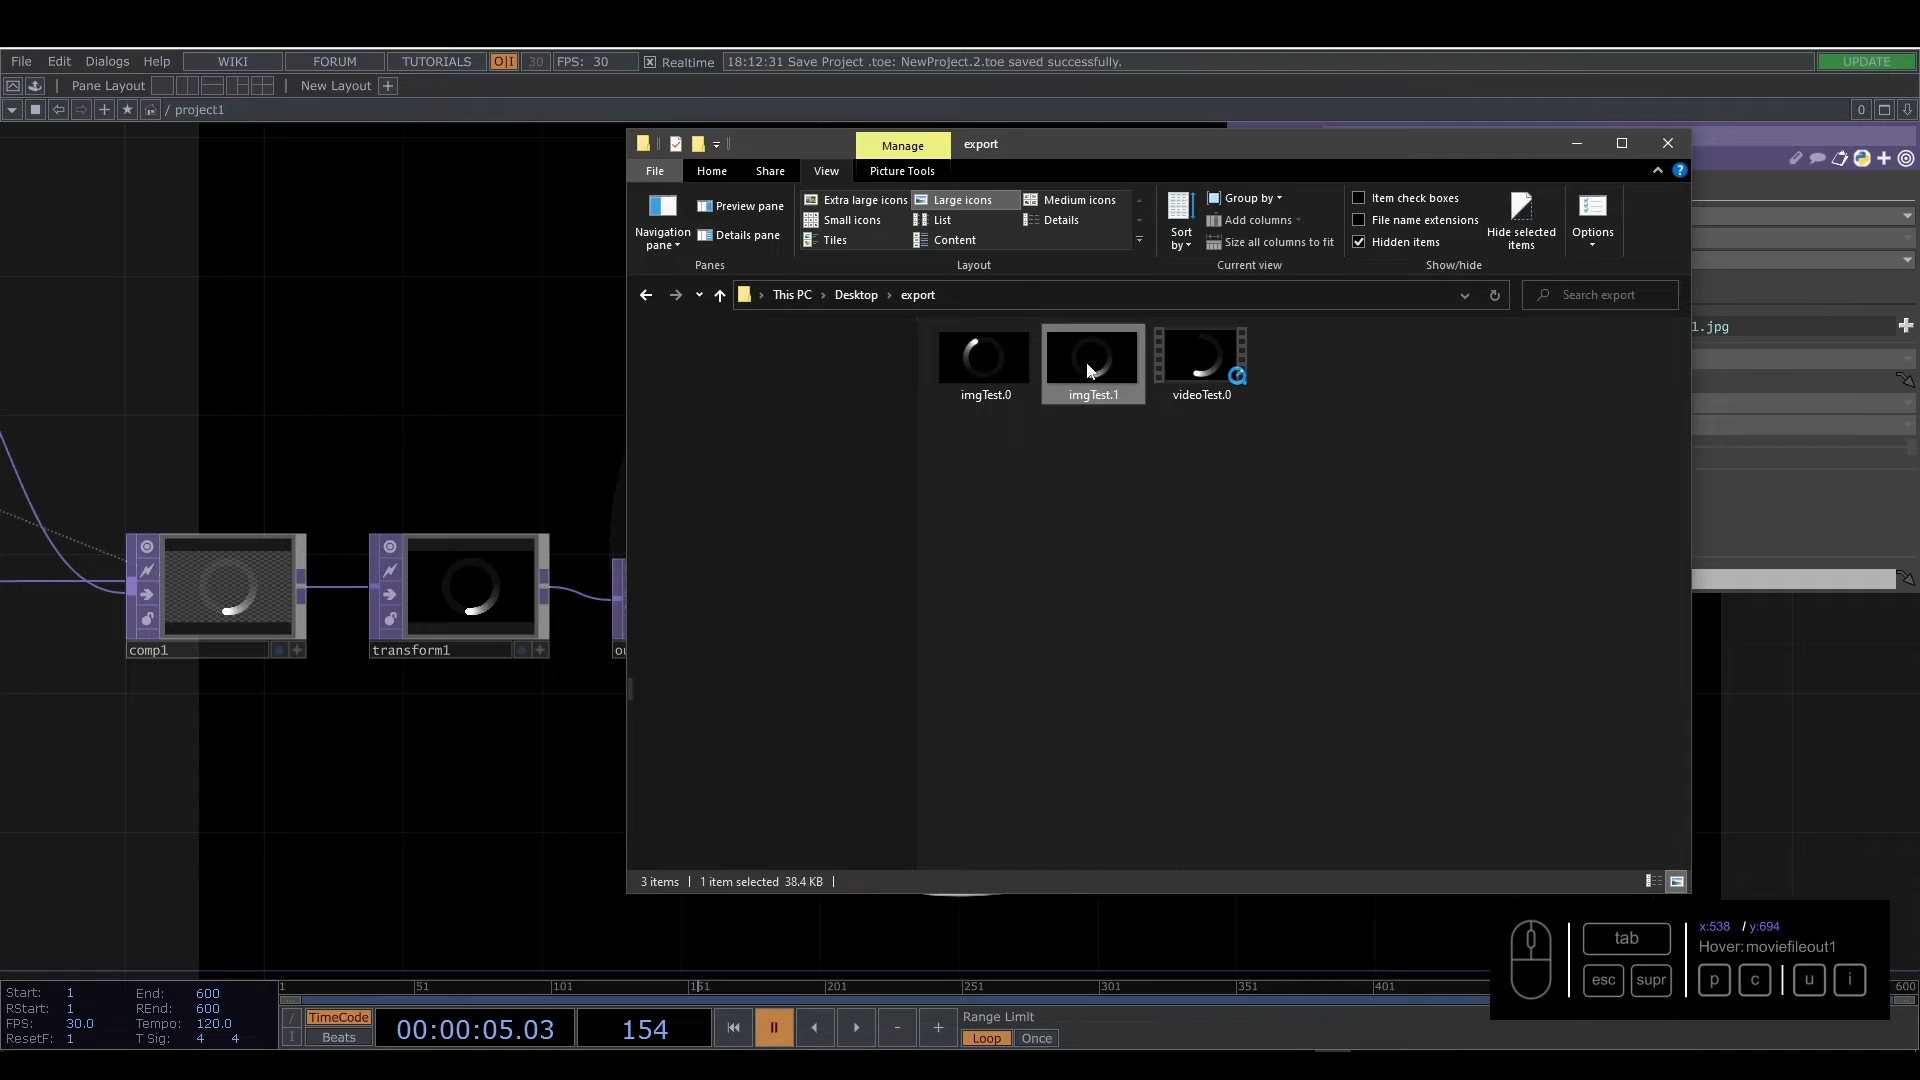 File Edit Dialogs Help WIKI FORUM TUTORIALS O|I 30 FPS: 30 Realtime 18:12:31 Save Project .toe: NewProject.2.toe saved successfully. UPDATE
Pane Layout New Layout +
/ project1 0
Manage export
File Home Share View Picture Tools
Navigation pane
Preview pane
Details pane
Panes
Extra large icons Large icons Medium icons
Small icons List Details
Tiles Content
Layout
Sort by
Group by
Add columns
Size all columns to fit
Current view
Item check boxes
File name extensions
Hidden items
Hide selected items
Show/hide
Options
This PC › Desktop › export
Search export
1.jpg
imgTest.0 imgTest.1 videoTest.0
comp1
transform1
ou
3 items 1 item selected 38.4 KB
tab
esc supr
x:538 / y:694
Hover: moviefileout1
p c u i
Start: 1 End: 600
RStart: 1 REnd: 600
FPS: 30.0 Tempo: 120.0
ResetF: 1 T Sig: 4 4
1 51 101 151 201 251 301 351 401 600
TimeCode
Beats
00:00:05.03
154
- +
Range Limit
Loop Once